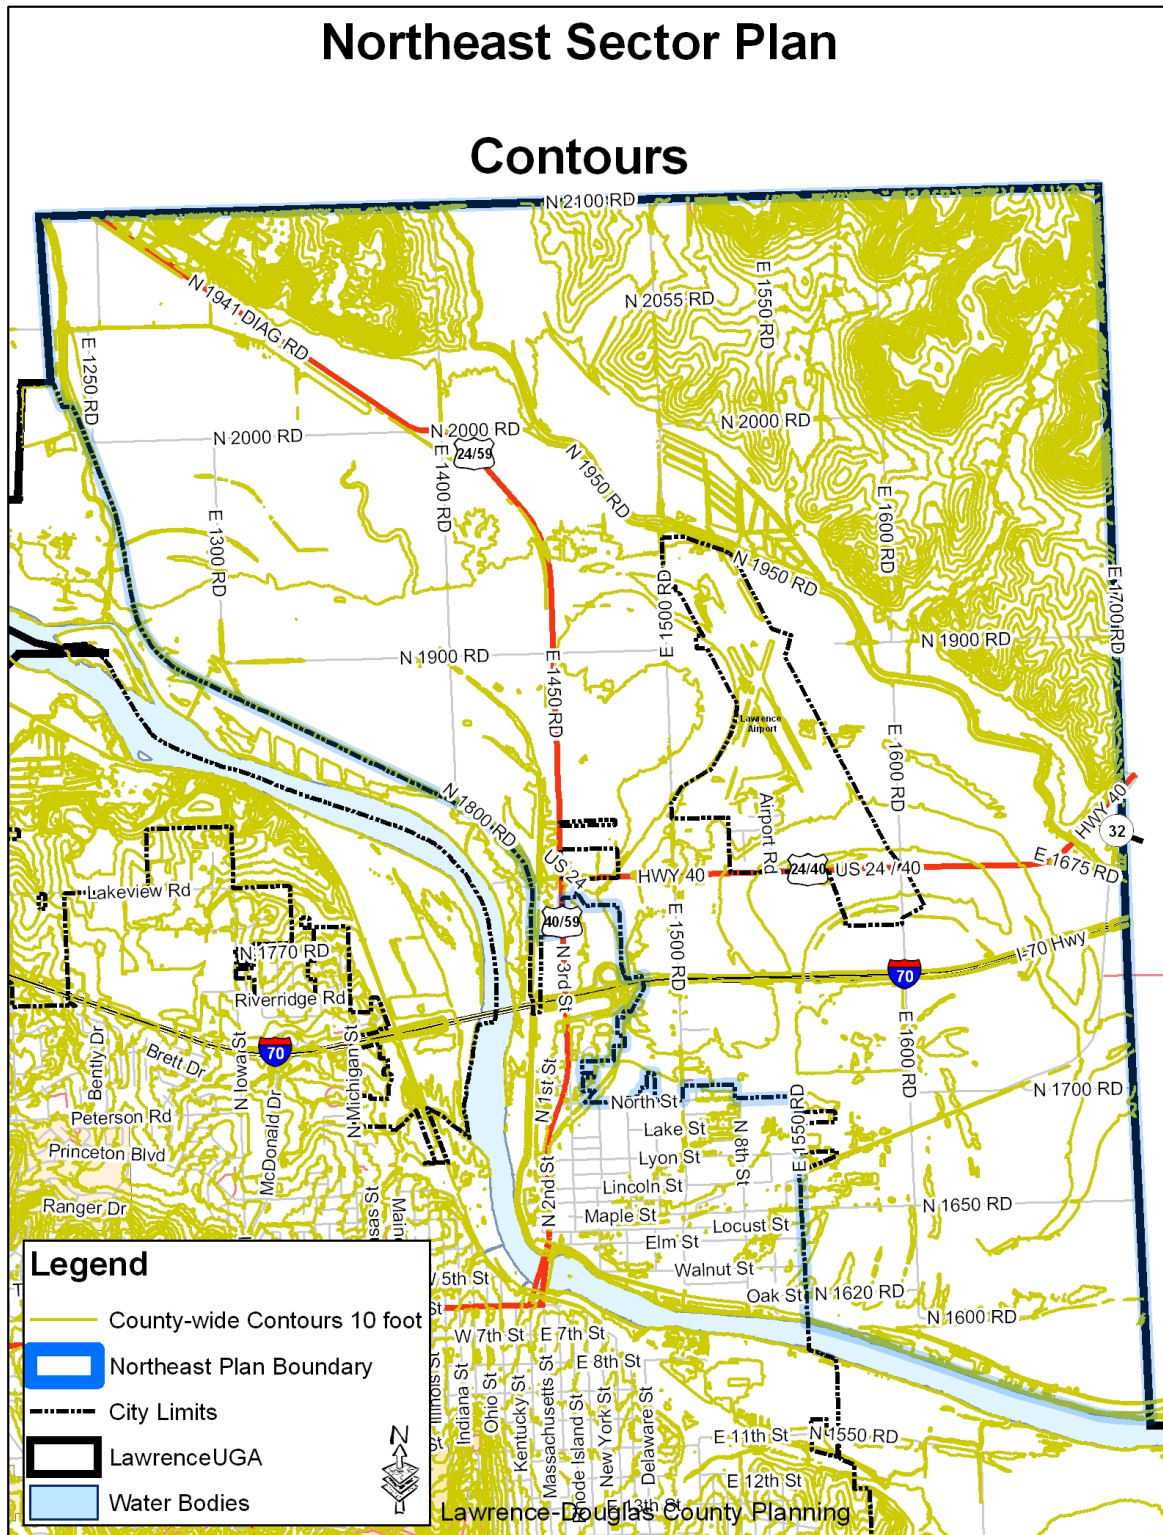 Northeast Sector Plan
Contours
N 2100 RD
N 1941 DIAG RD
N 2055 RD
E 1550 RD
E 1250 RD
N 2000 RD
N 2000 RD
N 2000 RD
24/59
E 1400 RD
N 1950 RD
E 1300 RD
E 1600 RD
N 1950 RD
E 1500 RD
E 1700 RD
N 1900 RD
N 1900 RD
E 1450 RD
Lawrence
Airport
E 1600 RD
N 1800 RD
Airport Rd
HWY 40
32
US 24
HWY 40
24/40
US 24 / 40
E 1675 RD
Lakeview Rd
40/59
N 3rd St
E 1500 RD
I-70 Hwy
N 1770 RD
70
Riverridge Rd
70
Bently Dr
Brett Dr
N Iowa St
N Michigan St
E 1600 RD
N 1st St
McDonald Dr
Peterson Rd
North St
N 1700 RD
E 1550 RD
Lake St
N 8th St
Princeton Blvd
Lyon St
N 2nd St
Lincoln St
Ranger Dr
Maple St
Locust St
N 1650 RD
Elm St
Walnut St
5th St
Oak St
N 1620 RD
N 1600 RD
St
W 7th St
E 7th St
E 8th St
Indiana St
Ohio St
Kentucky St
Massachusetts St
New York St
Delaware St
E 11th St
N 1550 RD
St
E 12th St
E 13th St
Legend
County-wide Contours 10 foot
Northeast Plan Boundary
City Limits
LawrenceUGA
Water Bodies
N
Lawrence-Douglas County Planning